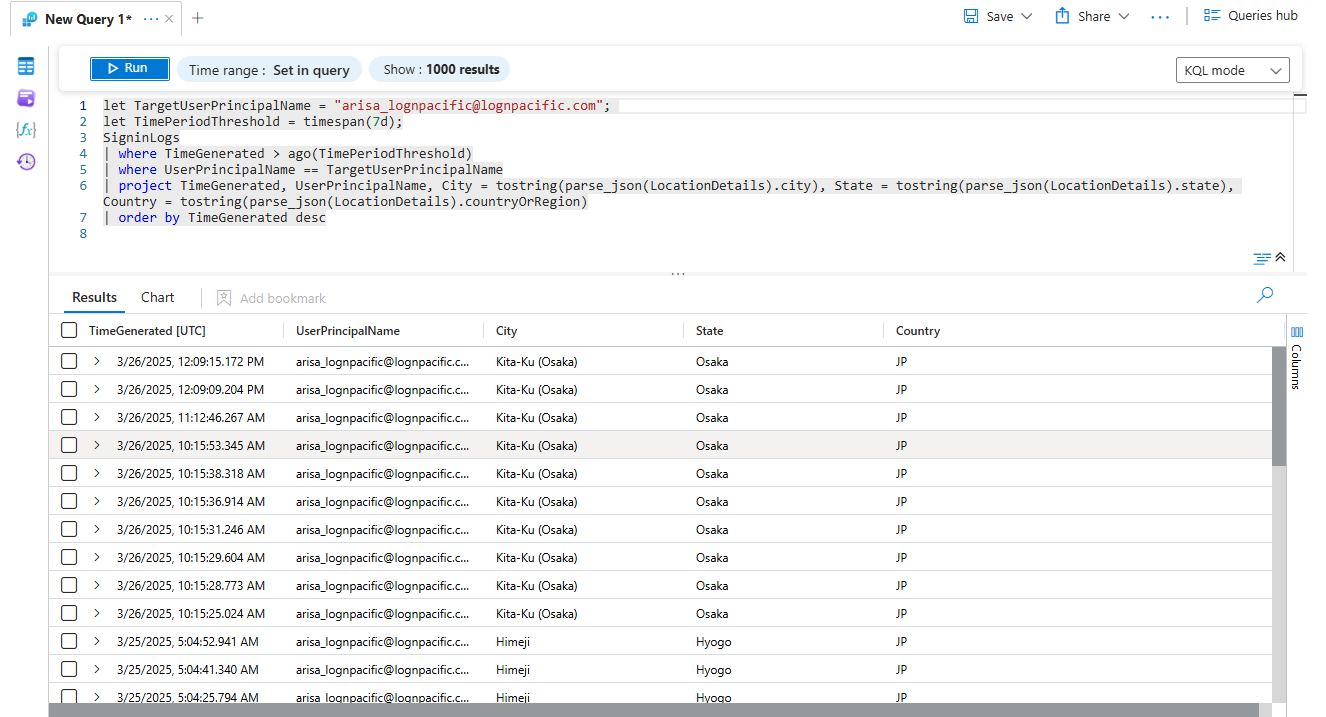 New Query 1* ··· × +
Save Share ··· Queries hub
Run Time range : Set in query Show : 1000 results KQL mode
1 let TargetUserPrincipalName = "arisa_lognpacific@lognpacific.com";
2 let TimePeriodThreshold = timespan(7d);
3 SigninLogs
4 | where TimeGenerated > ago(TimePeriodThreshold)
5 | where UserPrincipalName == TargetUserPrincipalName
6 | project TimeGenerated, UserPrincipalName, City = tostring(parse_json(LocationDetails).city), State = tostring(parse_json(LocationDetails).state),
Country = tostring(parse_json(LocationDetails).countryOrRegion)
7 | order by TimeGenerated desc
8
Results Chart Add bookmark
TimeGenerated [UTC] UserPrincipalName City State Country
3/26/2025, 12:09:15.172 PM arisa_lognpacific@lognpacific.c... Kita-Ku (Osaka) Osaka JP
3/26/2025, 12:09:09.204 PM arisa_lognpacific@lognpacific.c... Kita-Ku (Osaka) Osaka JP
3/26/2025, 11:12:46.267 AM arisa_lognpacific@lognpacific.c... Kita-Ku (Osaka) Osaka JP
3/26/2025, 10:15:53.345 AM arisa_lognpacific@lognpacific.c... Kita-Ku (Osaka) Osaka JP
3/26/2025, 10:15:38.318 AM arisa_lognpacific@lognpacific.c... Kita-Ku (Osaka) Osaka JP
3/26/2025, 10:15:36.914 AM arisa_lognpacific@lognpacific.c... Kita-Ku (Osaka) Osaka JP
3/26/2025, 10:15:31.246 AM arisa_lognpacific@lognpacific.c... Kita-Ku (Osaka) Osaka JP
3/26/2025, 10:15:29.604 AM arisa_lognpacific@lognpacific.c... Kita-Ku (Osaka) Osaka JP
3/26/2025, 10:15:28.773 AM arisa_lognpacific@lognpacific.c... Kita-Ku (Osaka) Osaka JP
3/26/2025, 10:15:25.024 AM arisa_lognpacific@lognpacific.c... Kita-Ku (Osaka) Osaka JP
3/25/2025, 5:04:52.941 AM arisa_lognpacific@lognpacific.c... Himeji Hyogo JP
3/25/2025, 5:04:41.340 AM arisa_lognpacific@lognpacific.c... Himeji Hyogo JP
3/25/2025, 5:04:25.794 AM arisa_lognpacific@lognpacific.c... Himeji Hyogo JP
Columns